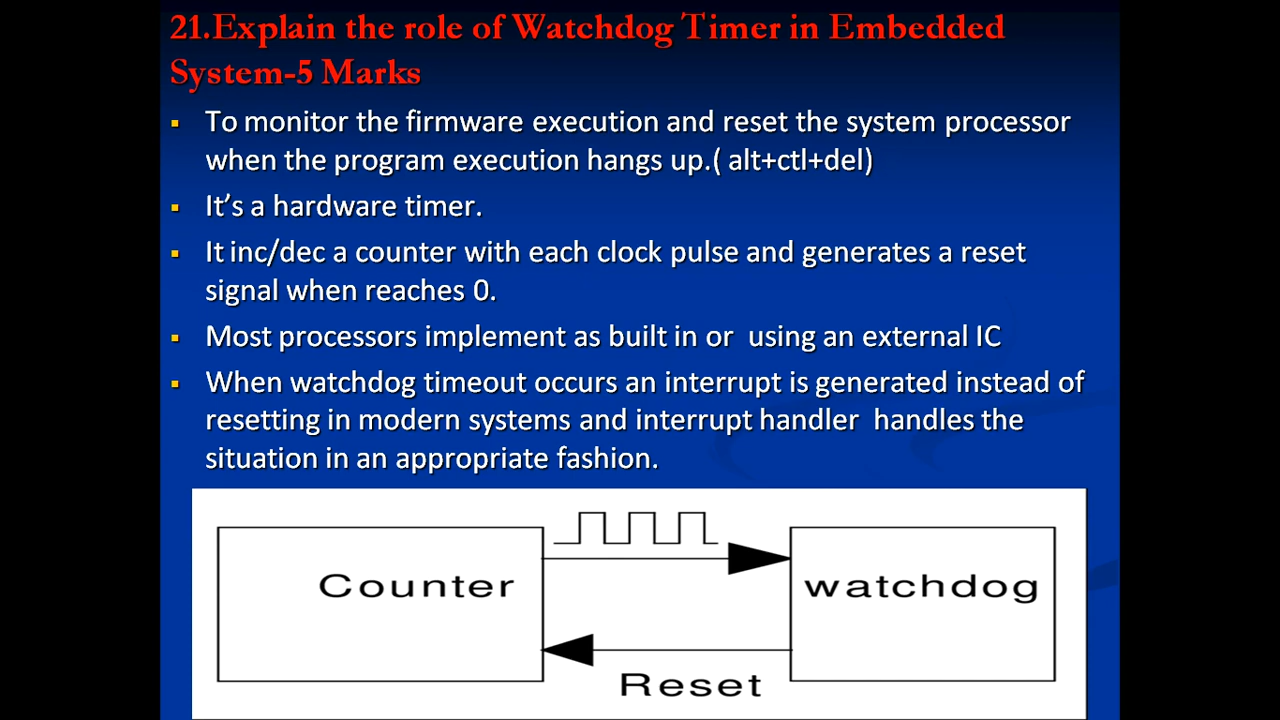 21.Explain the role of Watchdog Timer in Embedded
System-5 Marks
▪ To monitor the firmware execution and reset the system processor
when the program execution hangs up.( alt+ctl+del)
▪ It’s a hardware timer.
▪ It inc/dec a counter with each clock pulse and generates a reset
signal when reaches 0.
▪ Most processors implement as built in or using an external IC
▪ When watchdog timeout occurs an interrupt is generated instead of
resetting in modern systems and interrupt handler handles the
situation in an appropriate fashion.
Counter
watchdog
Reset